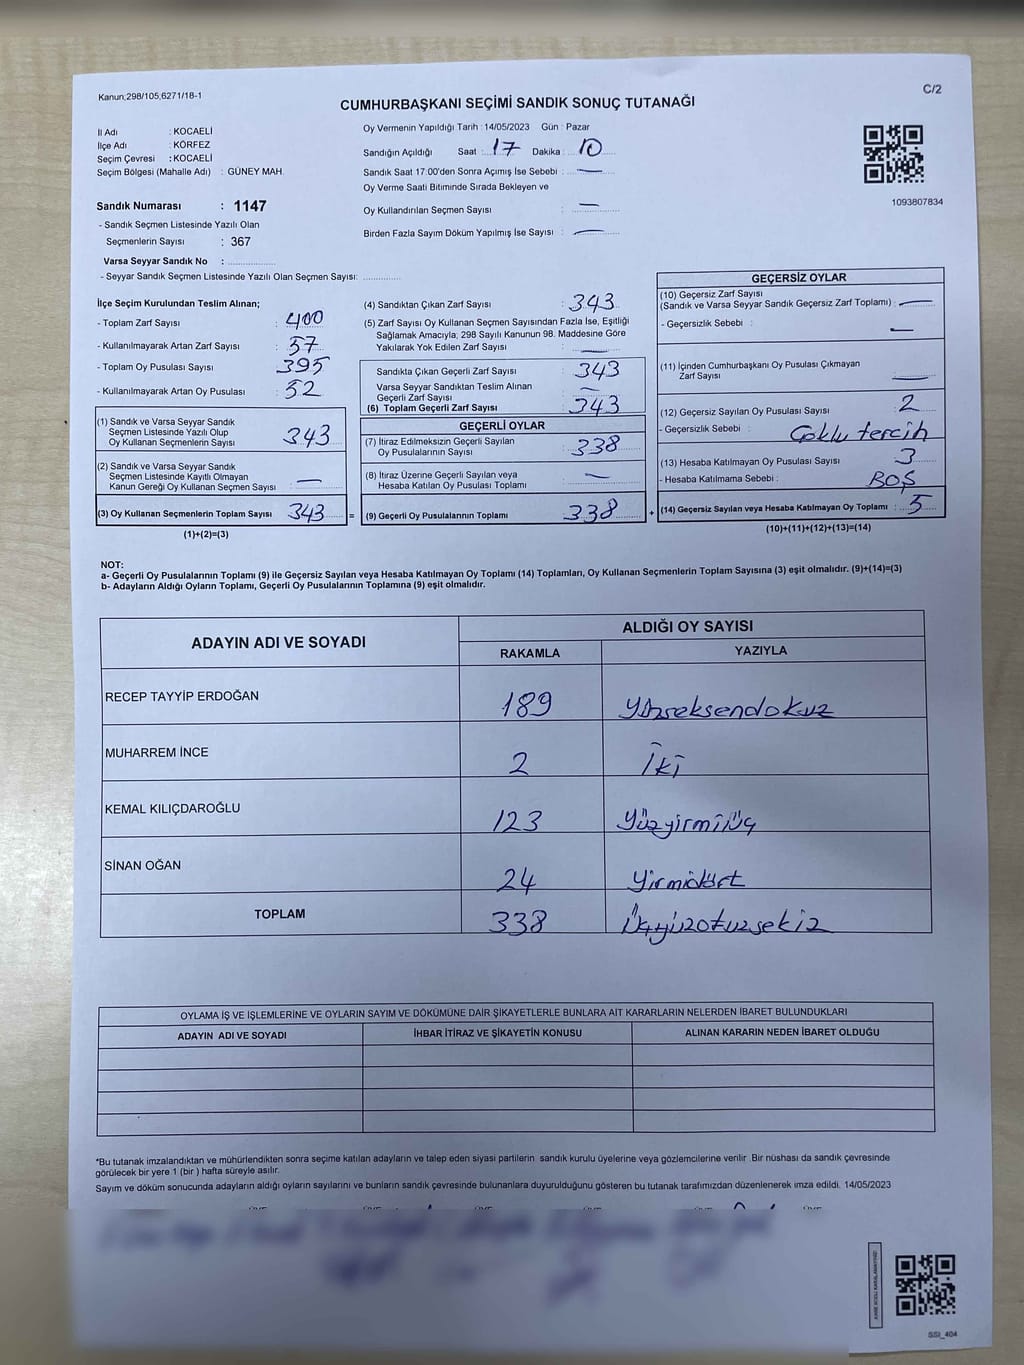 Kanun;298/105,6271/18-1
C/2
CUMHURBAŞKANI SEÇİMİ SANDIK SONUÇ TUTANAĞI
İl Adı : KOCAELİ
İlçe Adı : KÖRFEZ
Seçim Çevresi : KOCAELİ
Seçim Bölgesi (Mahalle Adı) : GÜNEY MAH.
Sandık Numarası : 1147
- Sandık Seçmen Listesinde Yazılı Olan
Seçmenlerin Sayısı : 367
Varsa Seyyar Sandık No :
- Seyyar Sandık Seçmen Listesinde Yazılı Olan Seçmen Sayısı:
Oy Vermenin Yapıldığı Tarih : 14/05/2023 Gün : Pazar
Sandığın Açıldığı Saat : 17 Dakika : 10
Sandık Saat 17:00'den Sonra Açımış İse Sebebi : —
Oy Verme Saati Bitiminde Sırada Bekleyen ve
Oy Kullandırılan Seçmen Sayısı : —
Birden Fazla Sayım Döküm Yapılmış İse Sayısı : —
1093807834
İlçe Seçim Kurulundan Teslim Alınan;
- Toplam Zarf Sayısı : 400
- Kullanılmayarak Artan Zarf Sayısı : 57
- Toplam Oy Pusulası Sayısı : 395
- Kullanılmayarak Artan Oy Pusulası : 52
(1) Sandık ve Varsa Seyyar Sandık
Seçmen Listesinde Yazılı Olup
Oy Kullanan Seçmenlerin Sayısı : 343
(2) Sandık ve Varsa Seyyar Sandık
Seçmen Listesinde Kayıtlı Olmayan
Kanun Gereği Oy Kullanan Seçmen Sayısı : —
(3) Oy Kullanan Seçmenlerin Toplam Sayısı : 343 =
(1)+(2)=(3)
(4) Sandıktan Çıkan Zarf Sayısı : 343
(5) Zarf Sayısı Oy Kullanan Seçmen Sayısından Fazla İse, Eşitliği
Sağlamak Amacıyla; 298 Sayılı Kanunun 98. Maddesine Göre
Yakılarak Yok Edilen Zarf Sayısı : —
Sandıkta Çıkan Geçerli Zarf Sayısı : 343
Varsa Seyyar Sandıktan Teslim Alınan
Geçerli Zarf Sayısı : —
(6) Toplam Geçerli Zarf Sayısı : 343
GEÇERLİ OYLAR
(7) İtiraz Edilmeksizin Geçerli Sayılan
Oy Pusulalarının Sayısı : 338
(8) İtiraz Üzerine Geçerli Sayılan veya
Hesaba Katılan Oy Pusulası Toplamı : —
(9) Geçerli Oy Pusulalarının Toplamı : 338 +
GEÇERSİZ OYLAR
(10) Geçersiz Zarf Sayısı
(Sandık ve Varsa Seyyar Sandık Geçersiz Zarf Toplamı) : —
- Geçersizlik Sebebi : —
(11) İçinden Cumhurbaşkanı Oy Pusulası Çıkmayan
Zarf Sayısı : —
(12) Geçersiz Sayılan Oy Pusulası Sayısı : 2
- Geçersizlik Sebebi : Çoklu tercih
(13) Hesaba Katılmayan Oy Pusulası Sayısı : 3
- Hesaba Katılmama Sebebi : BOŞ
(14) Geçersiz Sayılan veya Hesaba Katılmayan Oy Toplamı : 5
(10)+(11)+(12)+(13)=(14)
NOT:
a- Geçerli Oy Pusulalarının Toplamı (9) ile Geçersiz Sayılan veya Hesaba Katılmayan Oy Toplamı (14) Toplamları, Oy Kullanan Seçmenlerin Toplam Sayısına (3) eşit olmalıdır. (9)+(14)=(3)
b- Adayların Aldığı Oyların Toplamı, Geçerli Oy Pusulalarının Toplamına (9) eşit olmalıdır.
ADAYIN ADI VE SOYADI
ALDIĞI OY SAYISI
RAKAMLA YAZIYLA
RECEP TAYYİP ERDOĞAN 189 Yüzseksendokuz
MUHARREM İNCE 2 İki
KEMAL KILIÇDAROĞLU 123 Yüzyirmiüç
SİNAN OĞAN 24 Yirmidört
TOPLAM 338 Üçyüzotuzsekiz
OYLAMA İŞ VE İŞLEMLERİNE VE OYLARIN SAYIM VE DÖKÜMÜNE DAİR ŞİKAYETLERLE BUNLARA AİT KARARLARIN NELERDEN İBARET BULUNDUKLARI
ADAYIN ADI VE SOYADI İHBAR İTİRAZ VE ŞİKAYETİN KONUSU ALINAN KARARIN NEDEN İBARET OLDUĞU
*Bu tutanak imzalandıktan ve mühürlendikten sonra seçime katılan adayların ve talep eden siyasi partilerin sandık kurulu üyelerine veya gözlemcilerine verilir. Bir nüshası da sandık çevresinde
görülecek bir yere 1 (bir ) hafta süreyle asılır.
Sayım ve döküm sonucunda adayların aldığı oyların sayılarını ve bunların sandık çevresinde bulunanlara duyurulduğunu gösteren bu tutanak tarafımızdan düzenlenerek imza edildi. 14/05/2023
SSI_404